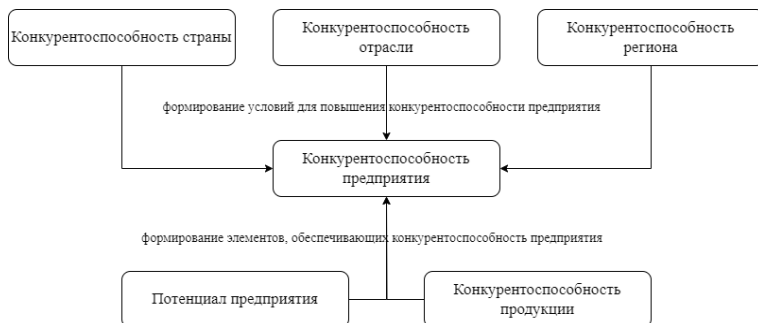 Конкурентоспособность страны
Конкурентоспособность
отрасли
Конкурентоспособность
региона
формирование условий для повышения конкурентоспособности предприятия
Конкурентоспособность
предприятия
формирование элементов, обеспечивающих конкурентоспособность предприятия
Потенциал предприятия
Конкурентоспособность
продукции